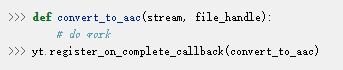 >>> def convert_to_aac(stream, file_handle):
        # do work
>>> yt.register_on_complete_callback(convert_to_aac)